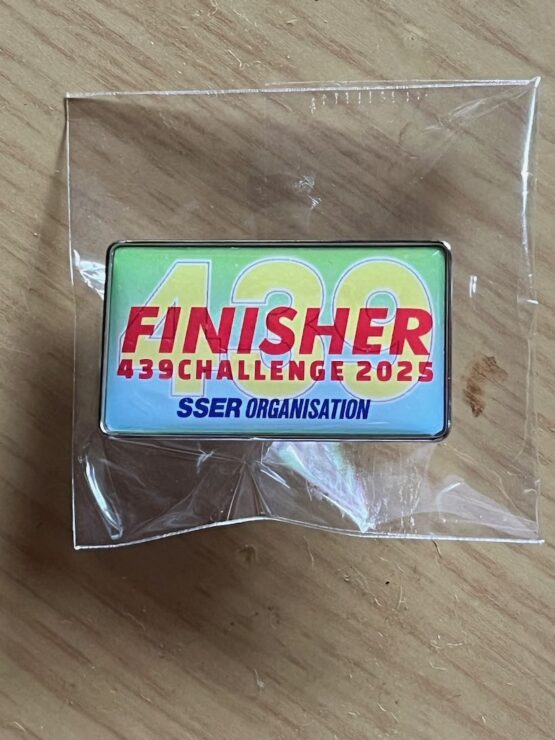 439
FINISHER
439CHALLENGE 2025
SSER ORGANISATION